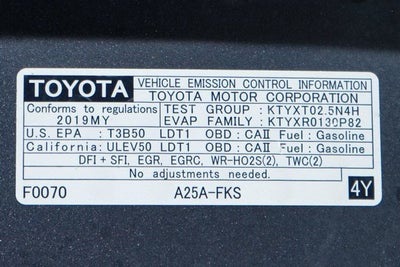 TOYOTA VEHICLE EMISSION CONTROL INFORMATION
TOYOTA MOTOR CORPORATION
Conforms to regulations TEST GROUP : KTYXT02.5N4H
2019MY EVAP FAMILY : KTYXR0130P82
U.S. EPA : T3B50 LDT1 OBD : CAII Fuel : Gasoline
California: ULEV50 LDT1 OBD : CAII Fuel : Gasoline
DFI + SFI, EGR, EGRC, WR-HO2S(2), TWC(2)
No adjustments needed.
F0070 A25A-FKS 4Y